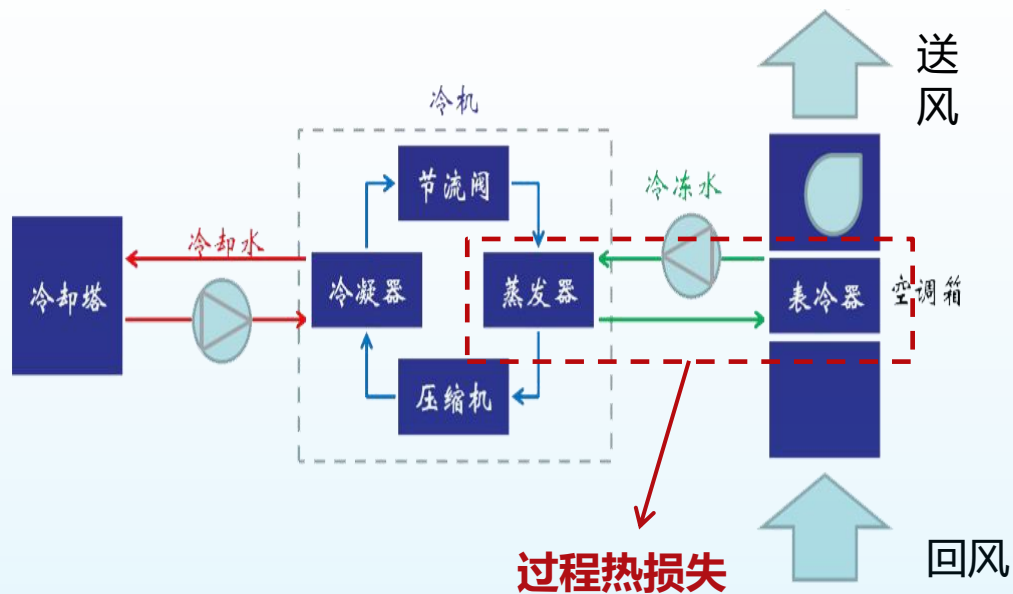 送
风
冷机
节流阀
冷冻水
冷却水
冷却塔
冷凝器
蒸发器
表冷器
空调箱
压缩机
过程热损失
回风